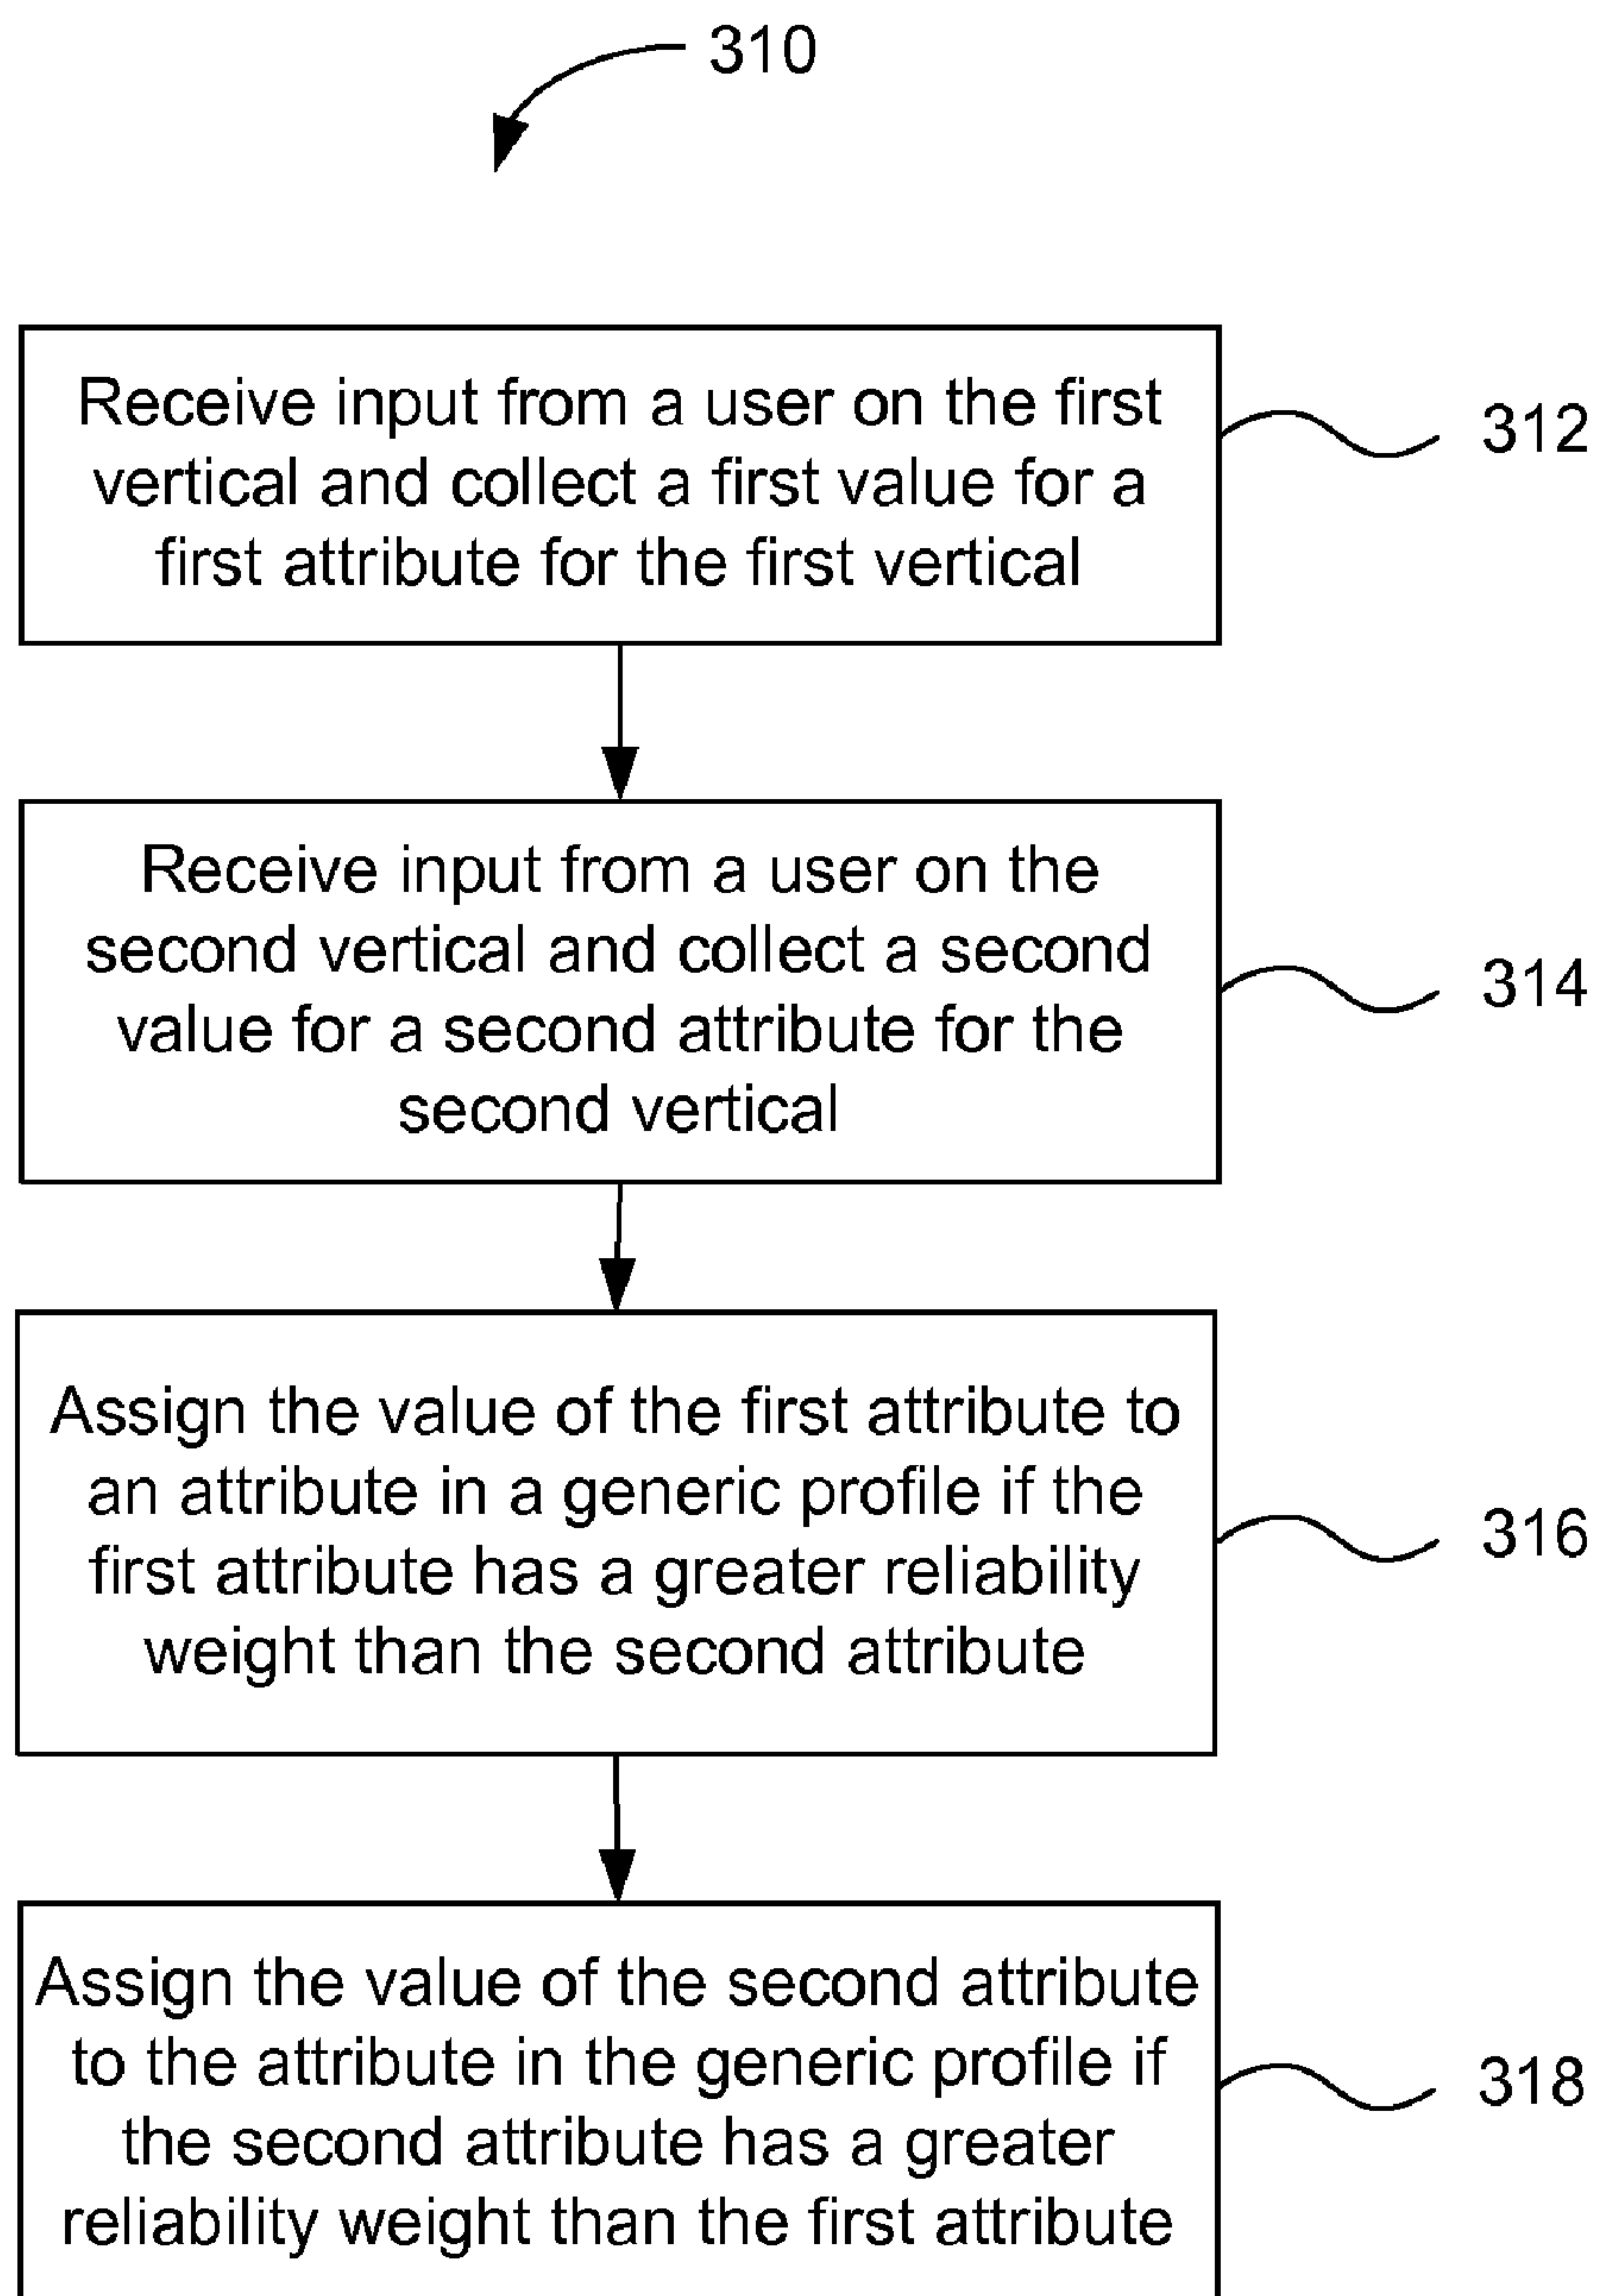 310
Receive input from a user on the first
vertical and collect a first value for a
first attribute for the first vertical
312
Receive input from a user on the
second vertical and collect a second
value for a second attribute for the
second vertical
314
Assign the value of the first attribute to
an attribute in a generic profile if the
first attribute has a greater reliability
weight than the second attribute
316
Assign the value of the second attribute
to the attribute in the generic profile if
the second attribute has a greater
reliability weight than the first attribute
318